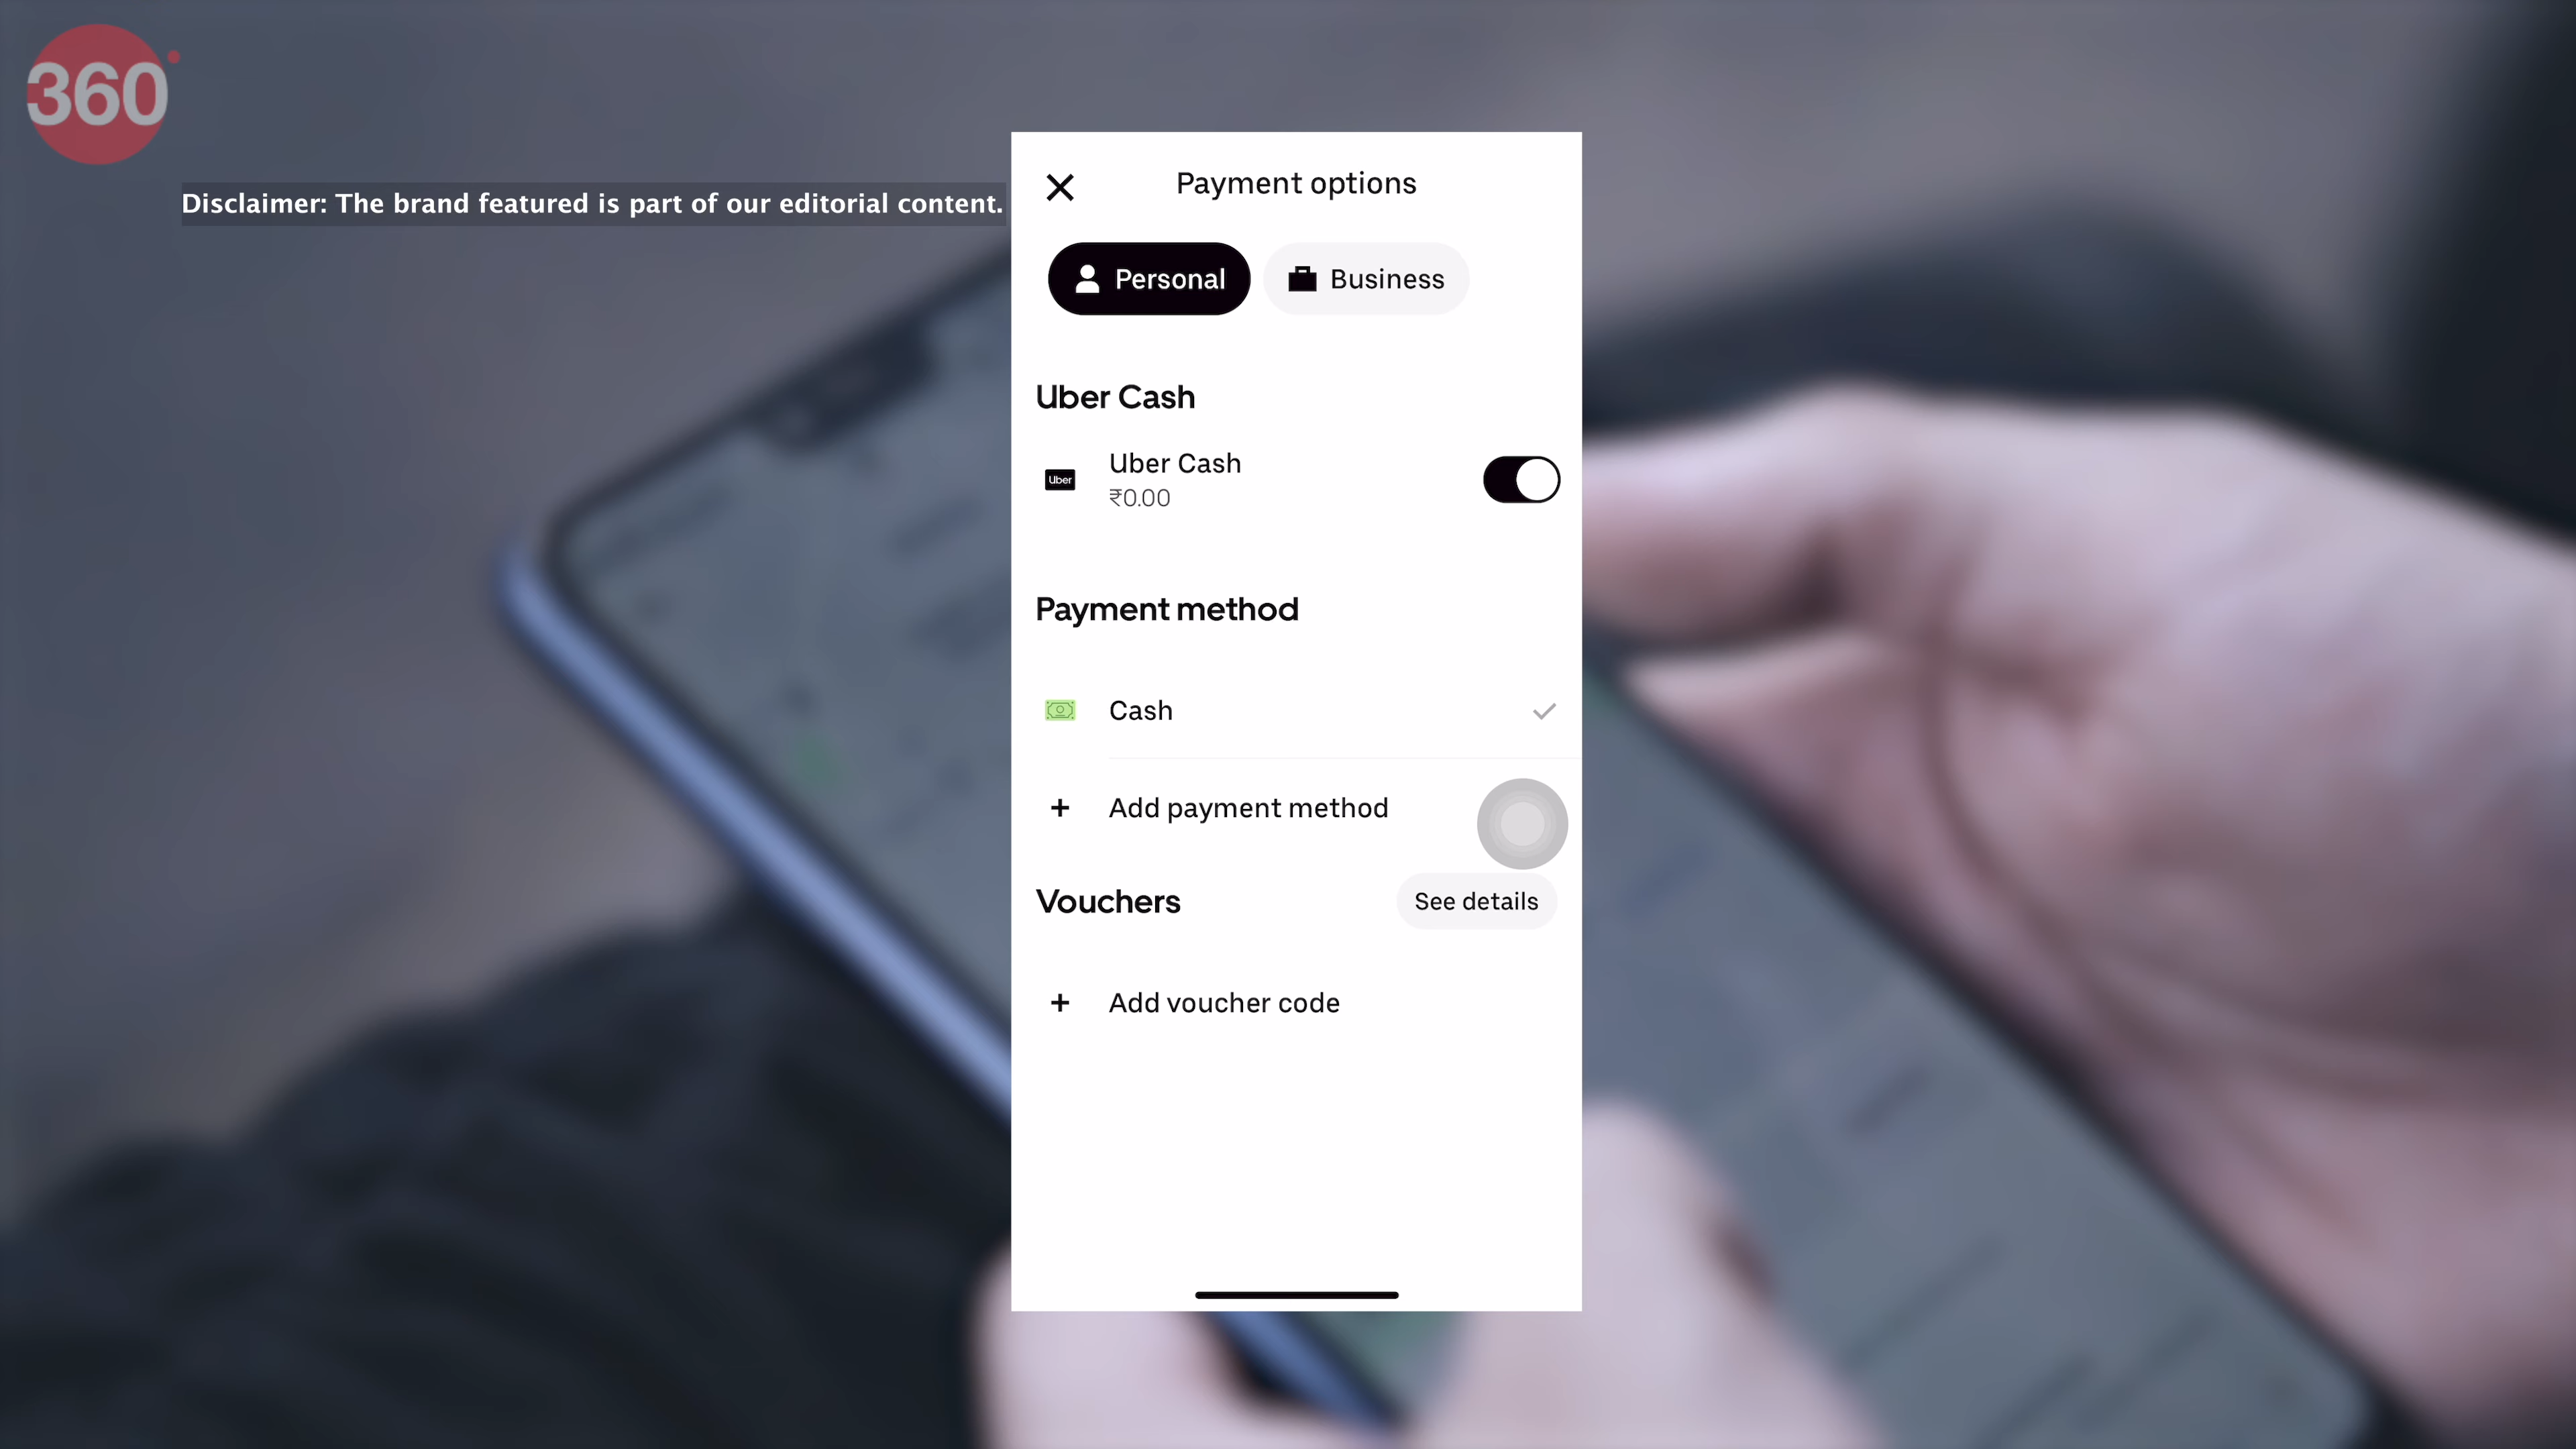 360
Disclaimer: The brand featured is part of our editorial content.
Payment options
Personal
Business
Uber Cash
Uber
Uber Cash
₹0.00
Payment method
Cash
+ Add payment method
Vouchers
See details
+ Add voucher code